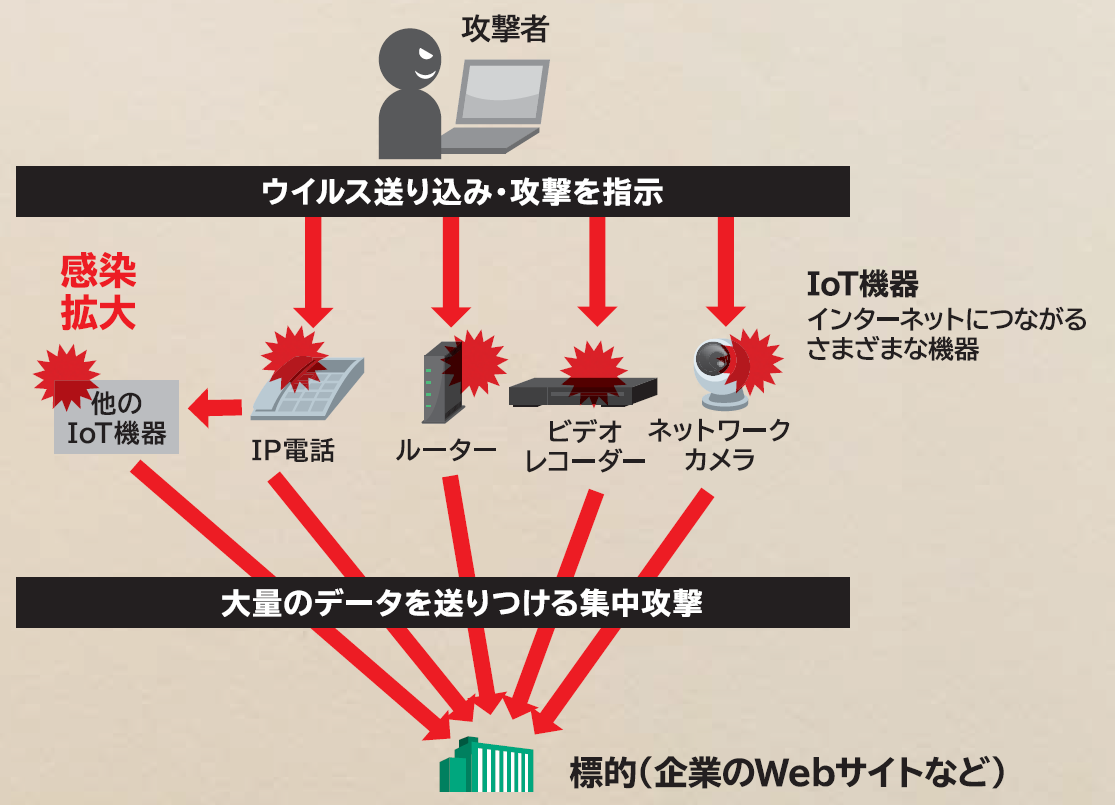 攻撃者
ウイルス送り込み・攻撃を指示
感染
拡大
IoT機器
インターネットにつながる
さまざまな機器
他の
IoT機器
IP電話
ルーター
ビデオ
レコーダー
ネットワーク
カメラ
大量のデータを送りつける集中攻撃
標的(企業のWebサイトなど)